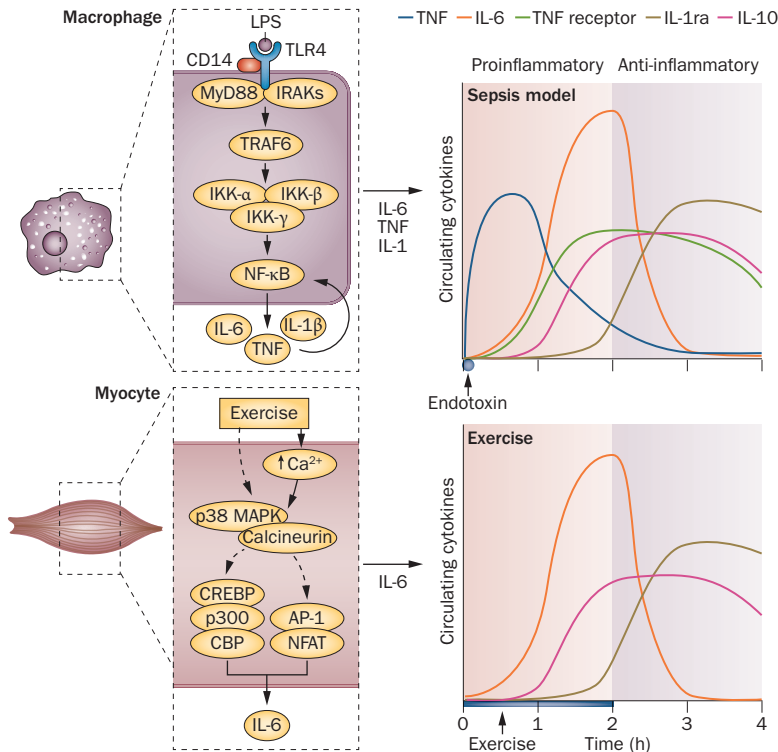 Macrophage
LPS
CD14
TLR4
MyD88
IRAKs
TRAF6
IKK-α
IKK-β
IKK-γ
NF-κB
IL-6
IL-1β
TNF
IL-6
TNF
IL-1
TNF
IL-6
TNF receptor
IL-1ra
IL-10
Proinflammatory
Anti-inflammatory
Sepsis model
Circulating cytokines
Endotoxin
Myocyte
Exercise
↑Ca²⁺
p38 MAPK
Calcineurin
CREBP
p300
CBP
AP-1
NFAT
IL-6
IL-6
Exercise
Circulating cytokines
0 1 2 3 4
Exercise
Time (h)